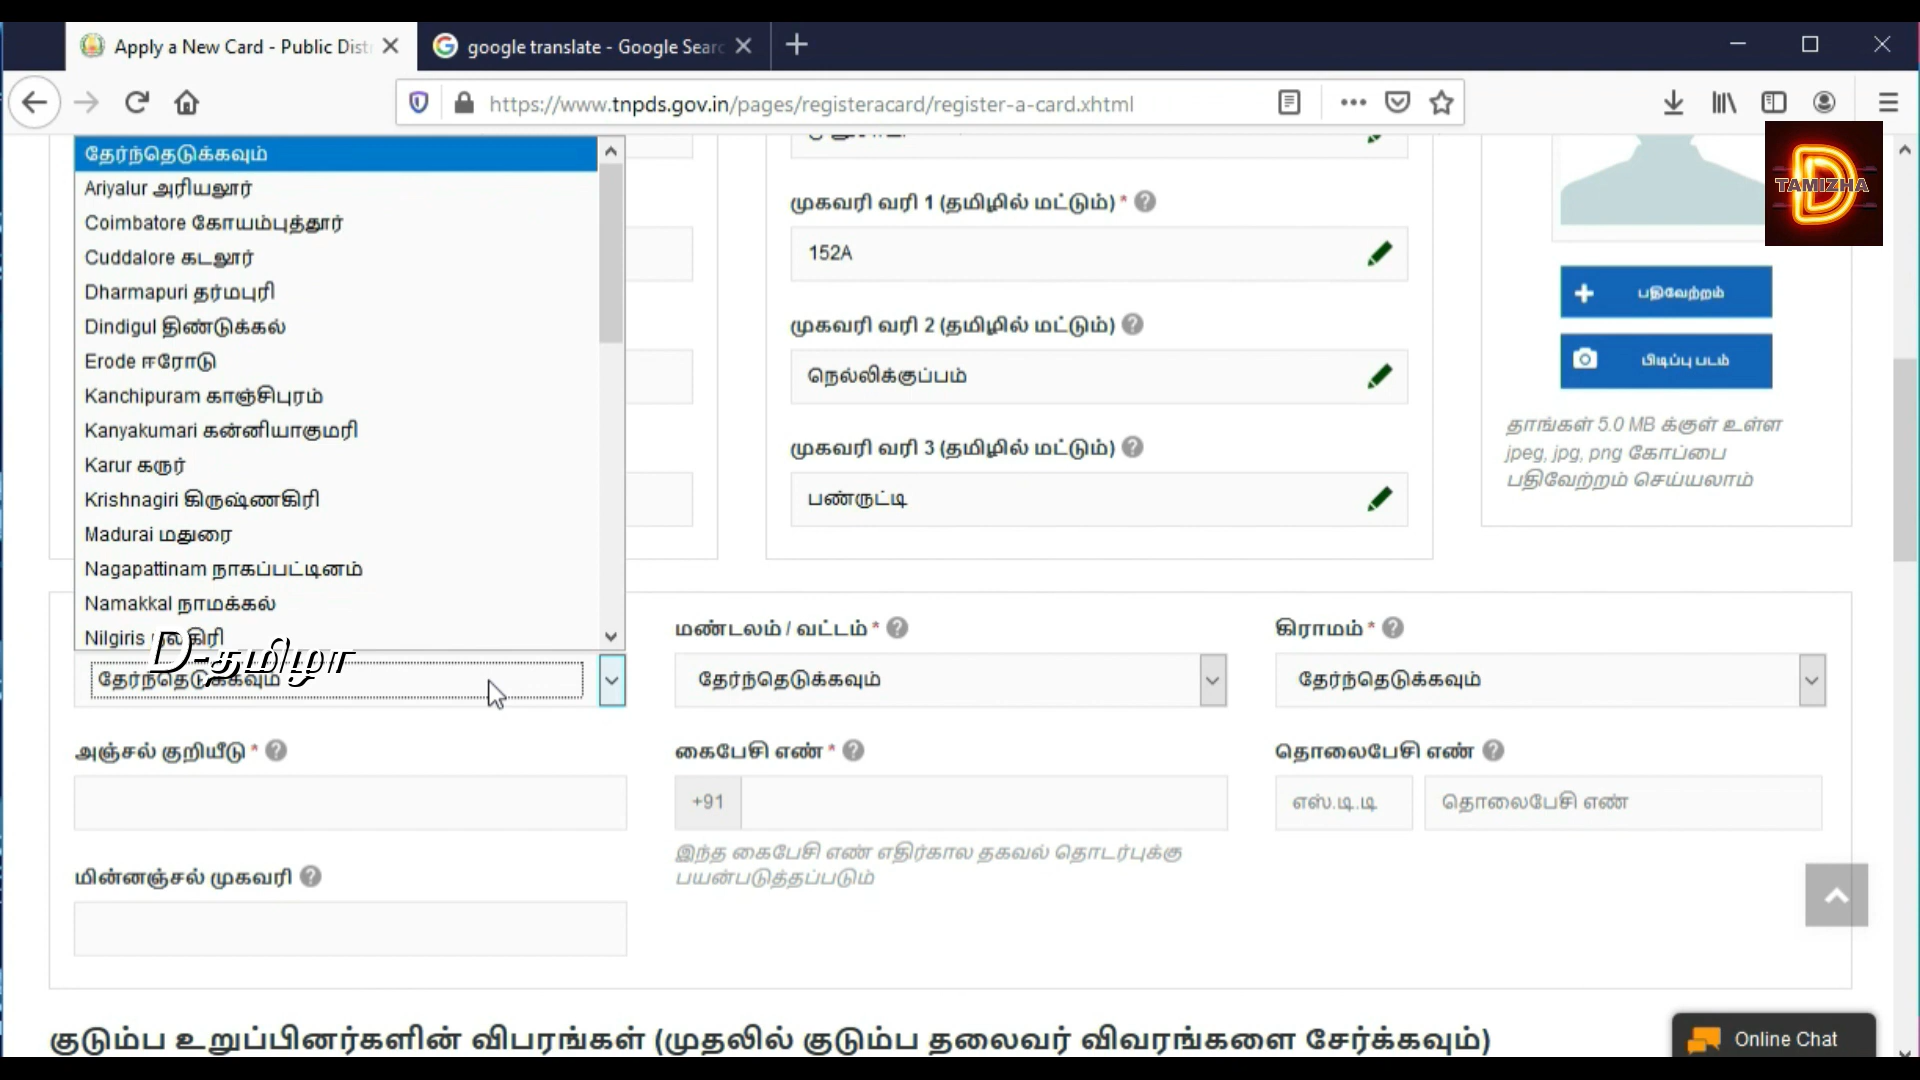 Apply a New Card - Public Dist
google translate - Google Searc
https://www.tnpds.gov.in/pages/registeracard/register-a-card.xhtml
TAMIZHA
D
தேர்ந்தெடுக்கவும்
Ariyalur அரியலூர்
Coimbatore கோயம்புத்தூர்
Cuddalore கடலூர்
Dharmapuri தர்மபுரி
Dindigul திண்டுக்கல்
Erode ஈரோடு
Kanchipuram காஞ்சிபுரம்
Kanyakumari கன்னியாகுமரி
Karur கரூர்
Krishnagiri கிருஷ்ணகிரி
Madurai மதுரை
Nagapattinam நாகப்பட்டினம்
Namakkal நாமக்கல்
Nilgiris
D-தமிழா
தேர்ந்தெடுக்கவும்
முகவரி வரி 1 (தமிழில் மட்டும்) *
152A
முகவரி வரி 2 (தமிழில் மட்டும்)
நெல்லிக்குப்பம்
முகவரி வரி 3 (தமிழில் மட்டும்)
பண்ருட்டி
பதிவேற்றம்
பிடிப்பு படம்
தாங்கள் 5.0 MB க்குள் உள்ள
jpeg, jpg, png கோப்பை
பதிவேற்றம் செய்யலாம்
மண்டலம் / வட்டம் *
தேர்ந்தெடுக்கவும்
கிராமம் *
தேர்ந்தெடுக்கவும்
அஞ்சல் குறியீடு *
கைபேசி எண் *
+91
இந்த கைபேசி எண் எதிர்கால தகவல் தொடர்புக்கு
பயன்படுத்தப்படும்
தொலைபேசி எண்
எஸ்.டி.டி
தொலைபேசி எண்
மின்னஞ்சல் முகவரி
குடும்ப உறுப்பினர்களின் விபரங்கள் (முதலில் குடும்ப தலைவர் விவரங்களை சேர்க்கவும்)
Online Chat